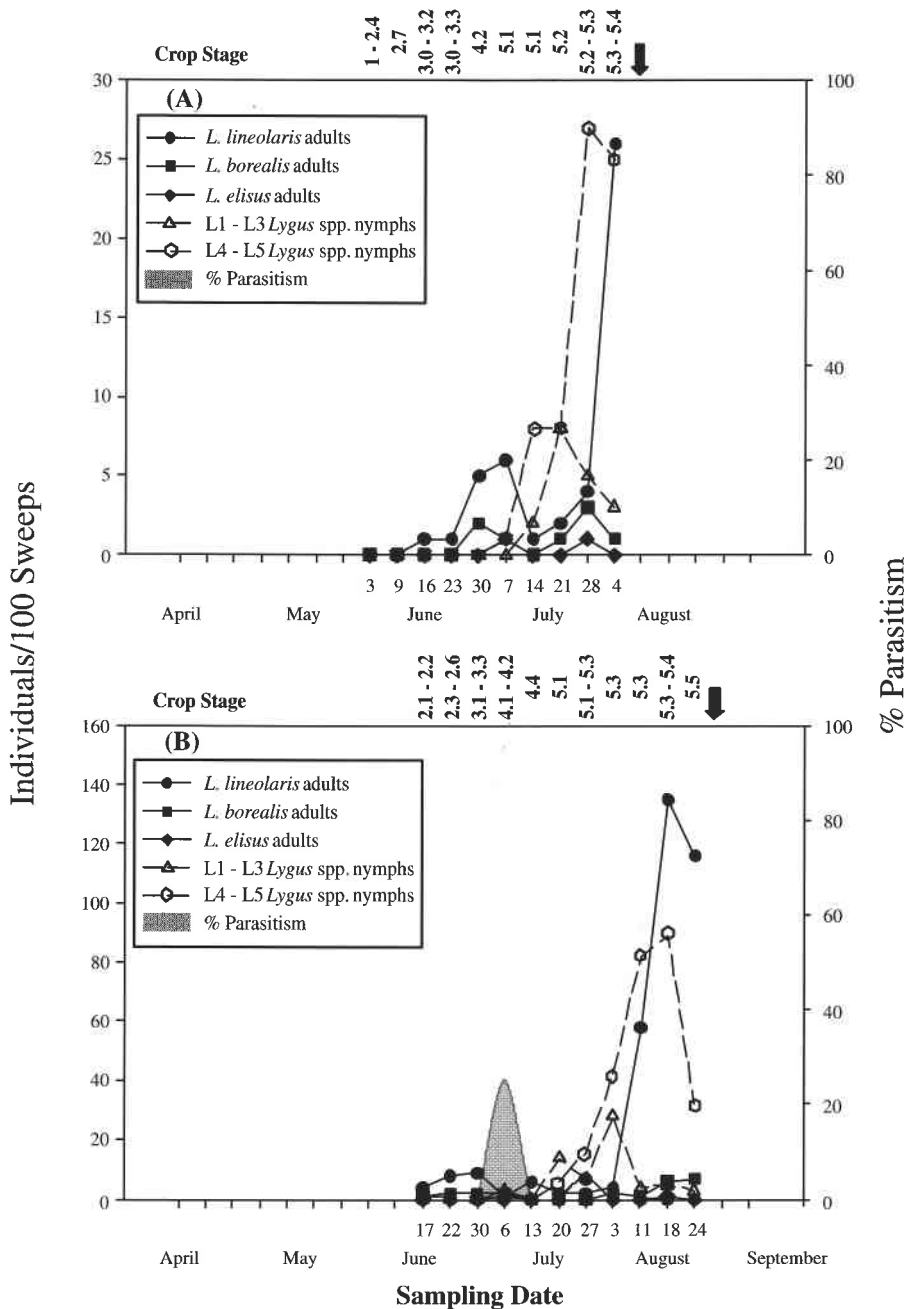 Crop Stage
1 - 2.4
2.7
3.0 - 3.2
3.0 - 3.3
4.2
5.1
5.1
5.2
5.2 - 5.3
5.3 - 5.4
(A)
L. lineolaris adults
L. borealis adults
L. elisus adults
L1 - L3 Lygus spp. nymphs
L4 - L5 Lygus spp. nymphs
% Parasitism
30
25
20
15
10
5
0
100
80
60
40
20
0
3 9 16 23 30 7 14 21 28 4
April May June July August
Individuals/100 Sweeps
% Parasitism
Crop Stage
2.1 - 2.2
2.3 - 2.6
3.1 - 3.3
4.1 - 4.2
4.4
5.1
5.1 - 5.3
5.3
5.3
5.3 - 5.4
5.5
(B)
L. lineolaris adults
L. borealis adults
L. elisus adults
L1 - L3 Lygus spp. nymphs
L4 - L5 Lygus spp. nymphs
% Parasitism
160
140
120
100
80
60
40
20
0
100
80
60
40
20
0
17 22 30 6 13 20 27 3 11 18 24
April May June July August September
Sampling Date